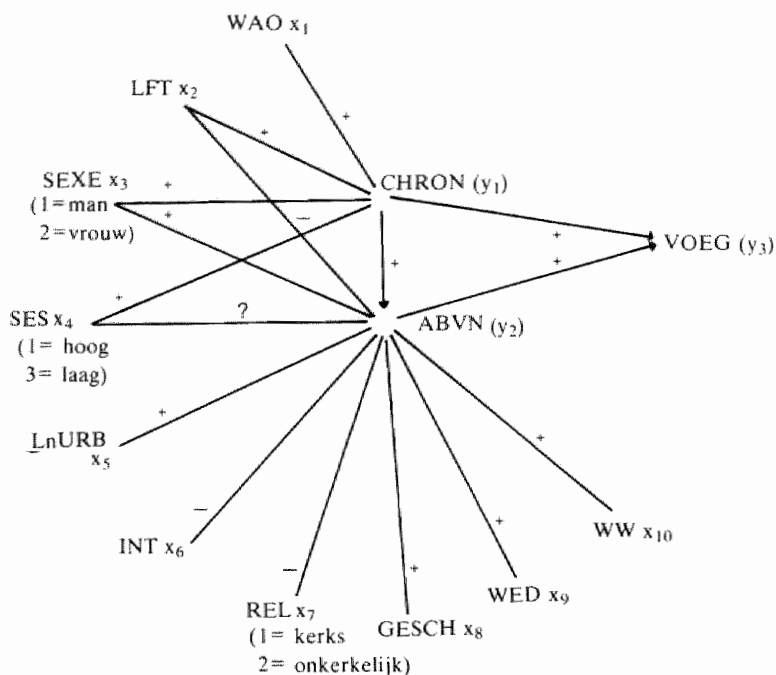 WAO x₁
LFT x₂
+
+
SEXE x₃
(1=man
2=vrouw)
+
+
−
CHRON (y₁)
+
+
VOEG (y₃)
+
SES x₄
(1= hoog
3= laag)
+
?
ABVN (y₂)
LnURB
x₅
+
+
INT x₆
−
WW x₁₀
REL x₇
(1= kerks
2= onkerkelijk)
−
GESCH x₈
+
WED x₉
+